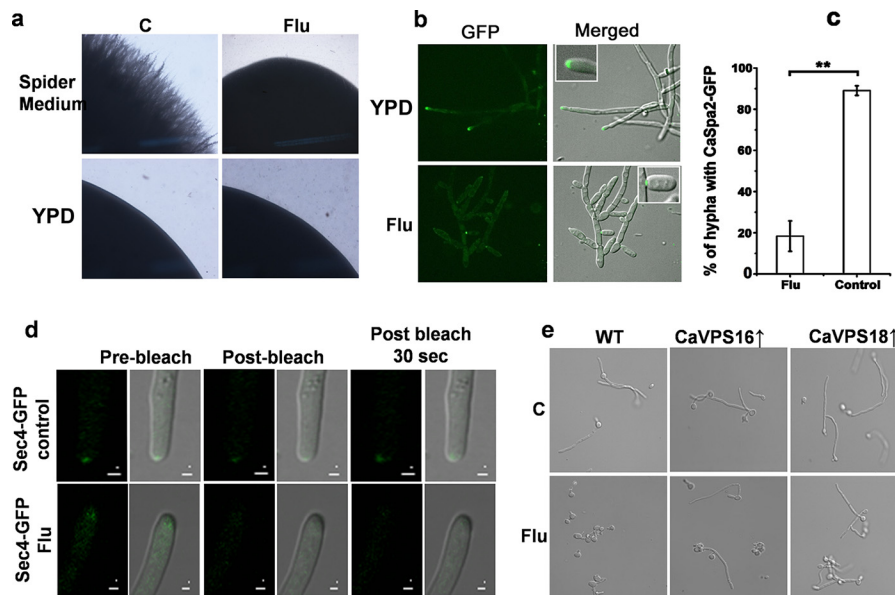 a
C
Flu
Spider
Medium
YPD
b
GFP
Merged
YPD
Flu
c
**
% of hypha with CaSpa2-GFP
100
80
60
40
20
0
Flu
Control
d
Pre-bleach
Post-bleach
Post bleach
30 sec
Sec4-GFP
control
Sec4-GFP
Flu
e
WT
CaVPS16↑
CaVPS18↑
C
Flu